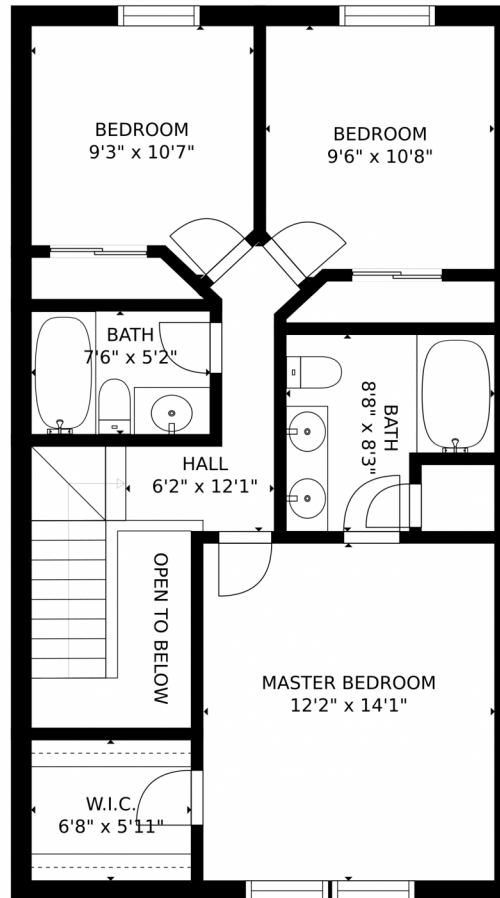 BEDROOM
9'3" x 10'7"
BEDROOM
9'6" x 10'8"
BATH
7'6" x 5'2"
BATH
8'8" x 8'3"
HALL
6'2" x 12'1"
OPEN TO BELOW
MASTER BEDROOM
12'2" x 14'1"
W.I.C.
6'8" x 5'11"